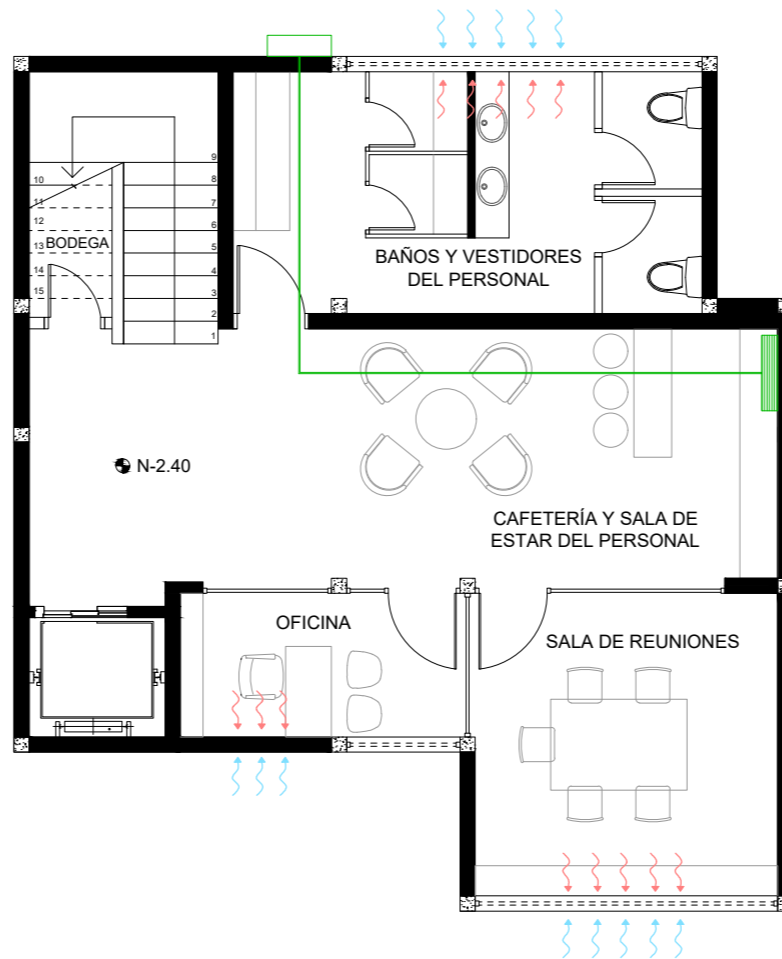 9
10
8
11
7
12
6
BODEGA
13
5
14
4
15
3
2
1
BAÑOS Y VESTIDORES
DEL PERSONAL
N-2.40
CAFETERÍA Y SALA DE
ESTAR DEL PERSONAL
OFICINA
SALA DE REUNIONES